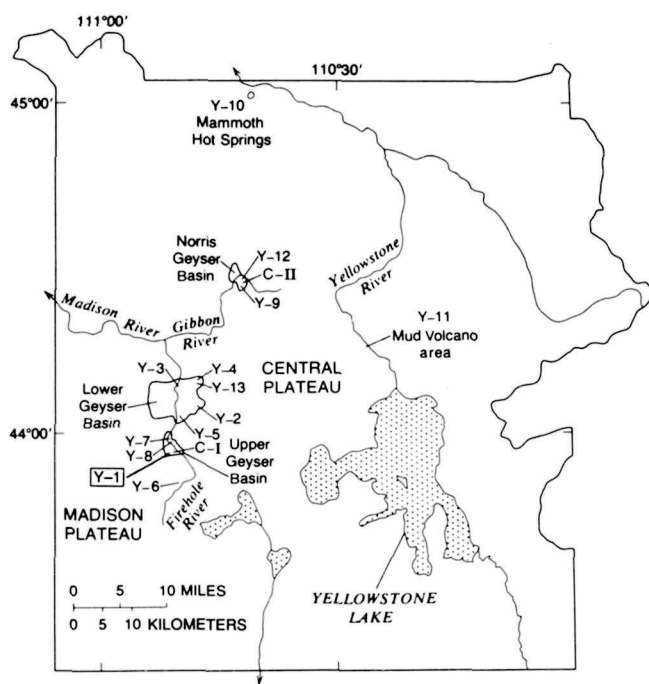 111°00'
110°30'
45°00'
Y–10
Mammoth
Hot Springs
Norris
Geyser
Basin
Y–12
C–II
Y–9
Yellowstone
River
Madison River
Gibbon
River
Y–11
Mud Volcano
area
Y–3
Y–4
CENTRAL
PLATEAU
Y–13
Lower
Geyser
Basin
Y–2
44°00'
Y–7
Y–5
Y–8
C–I
Upper
Geyser
Basin
Y–1
Y–6
MADISON
PLATEAU
Firehole
River
0 5 10 MILES
0 5 10 KILOMETERS
YELLOWSTONE
LAKE